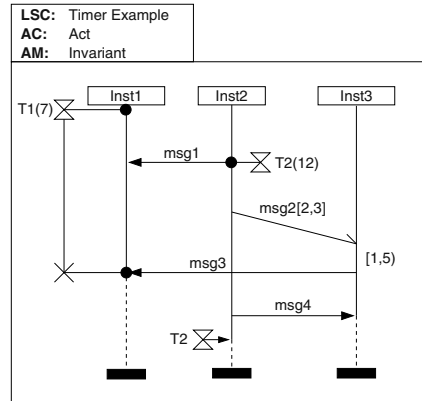 LSC: Timer Example
AC: Act
AM: Invariant
Inst1 Inst2 Inst3
T1(7)
msg1
T2(12)
msg2[2,3]
[1,5)
msg3
msg4
T2